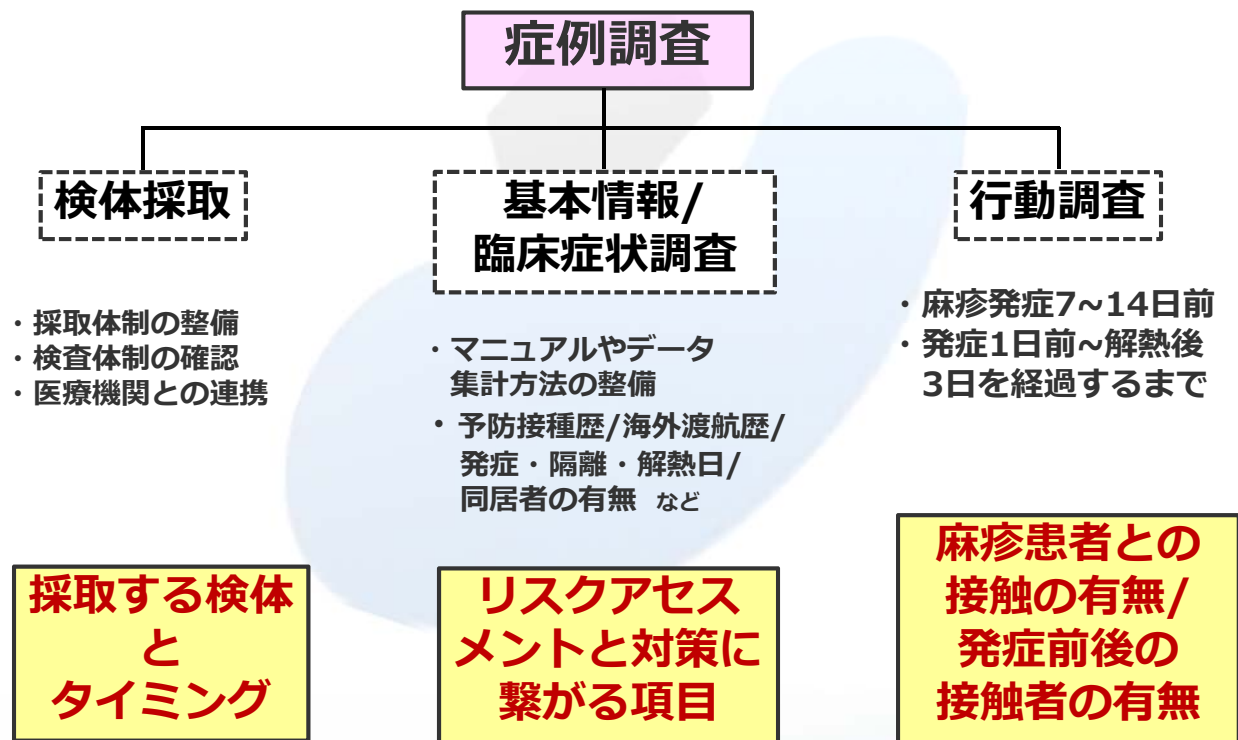 症例調査
検体採取
・採取体制の整備
・検査体制の確認
・医療機関との連携
採取する検体
と
タイミング
基本情報/
臨床症状調査
・マニュアルやデータ
集計方法の整備
・予防接種歴/海外渡航歴/
発症・隔離・解熱日/
同居者の有無 など
リスクアセス
メントと対策に
繋がる項目
行動調査
・麻疹発症7~14日前
・発症1日前~解熱後
3日を経過するまで
麻疹患者との
接触の有無/
発症前後の
接触者の有無